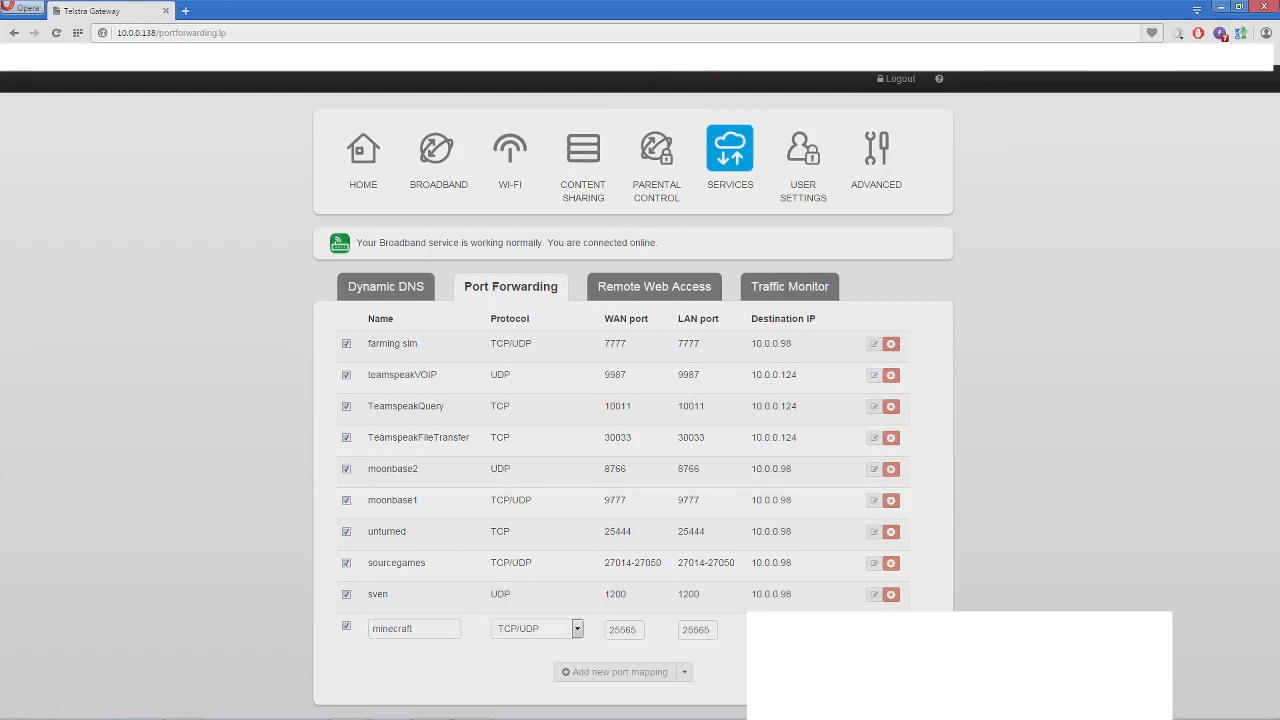 Opera
Telstra Gateway
10.0.0.138/portforwarding.lp
7
Logout
HOME
BROADBAND
WI-FI
CONTENT SHARING
PARENTAL CONTROL
SERVICES
USER SETTINGS
ADVANCED
Your Broadband service is working normally. You are connected online.
Dynamic DNS Port Forwarding Remote Web Access Traffic Monitor
Name Protocol WAN port LAN port Destination IP
farming sim TCP/UDP 7777 7777 10.0.0.98
teamspeakVOIP UDP 9987 9987 10.0.0.124
TeamspeakQuery TCP 10011 10011 10.0.0.124
TeamspeakFIleTransfer TCP 30033 30033 10.0.0.124
moonbase2 UDP 8766 8766 10.0.0.98
moonbase1 TCP/UDP 9777 9777 10.0.0.98
unturned TCP 25444 25444 10.0.0.98
sourcegames TCP/UDP 27014-27050 27014-27050 10.0.0.98
sven UDP 1200 1200 10.0.0.98
minecraft TCP/UDP 25565 25565
Add new port mapping